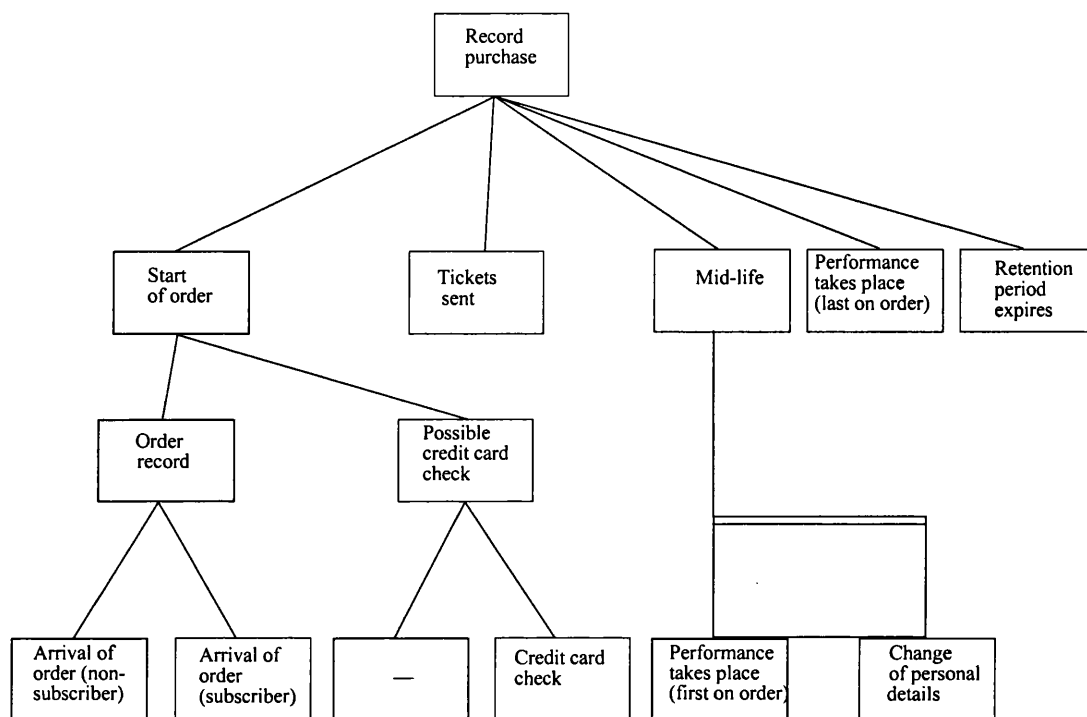 Record
purchase
Start
of order
Tickets
sent
Mid-life
Performance
takes place
(last on order)
Retention
period
expires
Order
record
Possible
credit card
check
Arrival of
order (non-
subscriber)
Arrival of
order
(subscriber)
—
Credit card
check
Performance
takes place
(first on order)
Change
of personal
details